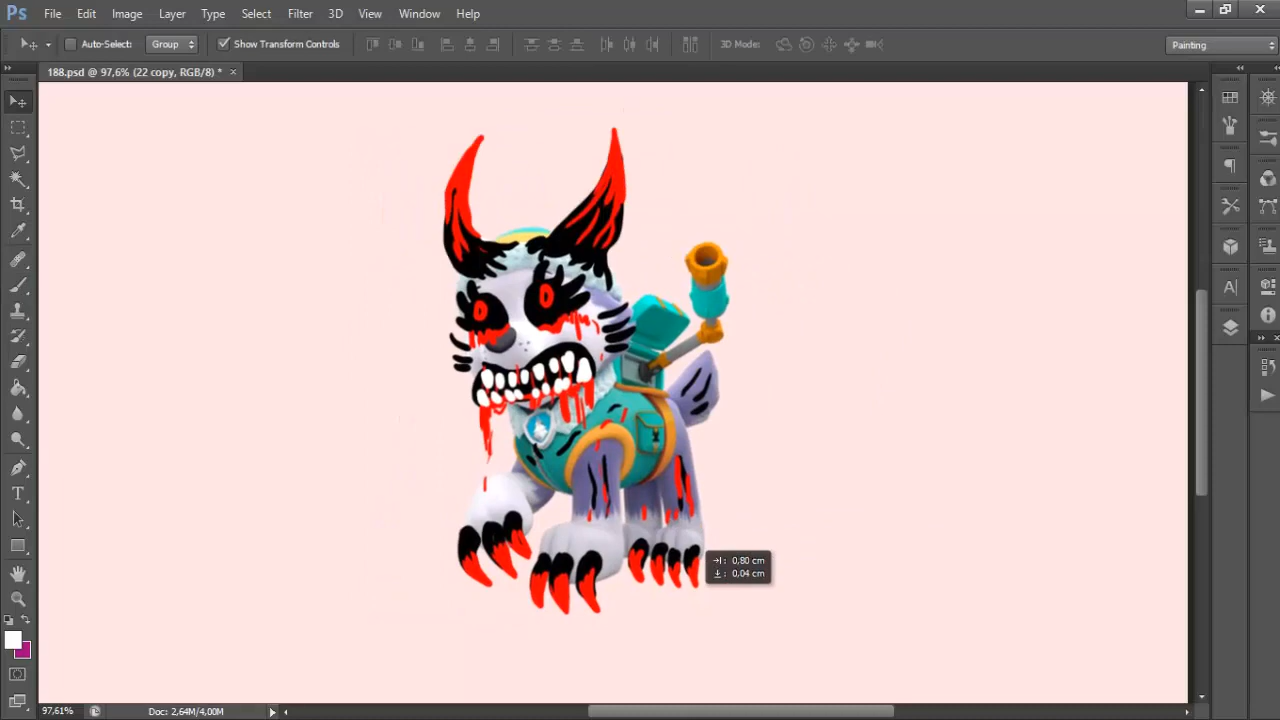 Ps File Edit Image Layer Type Select Filter 3D View Window Help
Auto-Select: Group Show Transform Controls 3D Mode: Painting
188.psd @ 97,6% (22 copy, RGB/8) * ×
→|: 0,80 cm
↓: 0,04 cm
97,61% Doc: 2,64M/4,00M